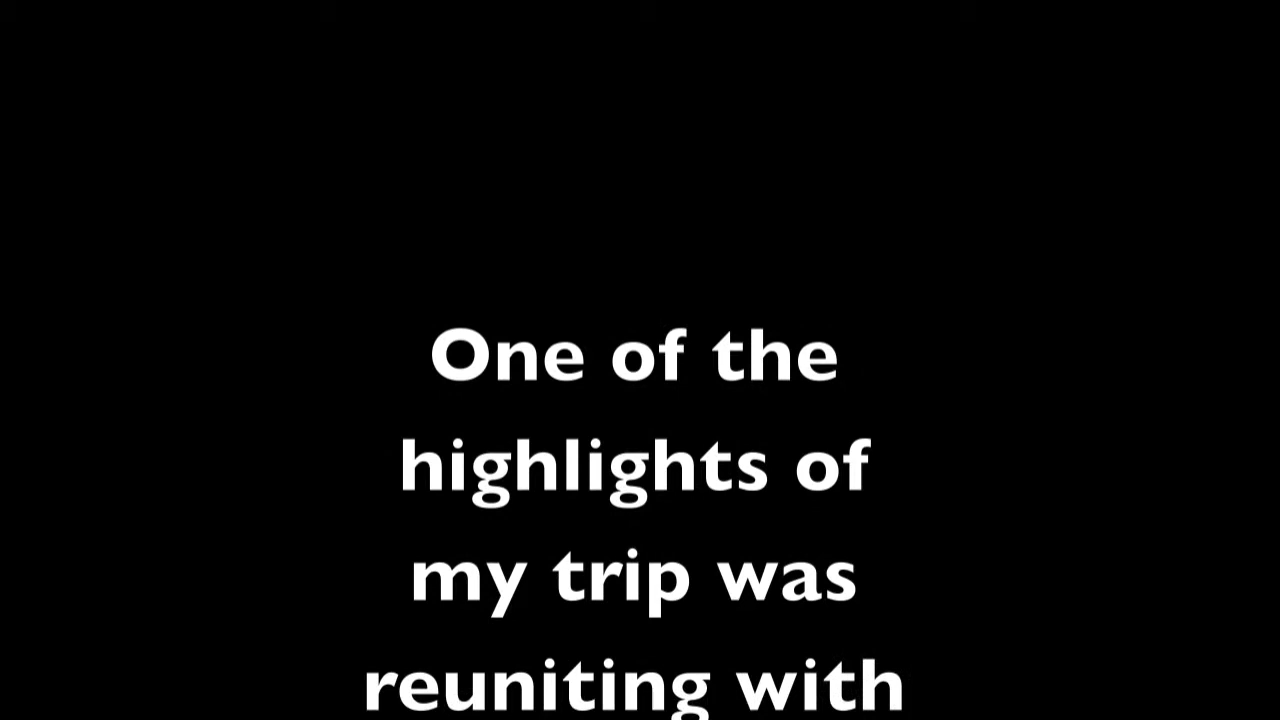 One of the
highlights of
my trip was
reuniting with